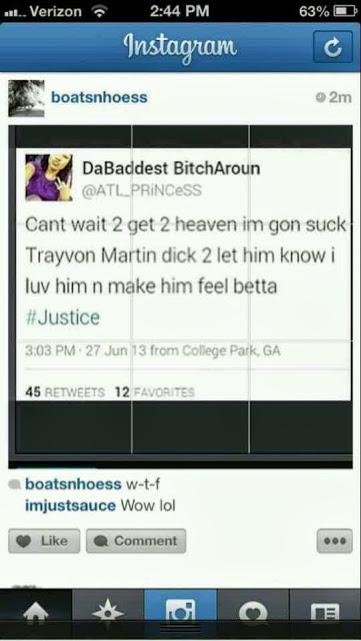 Verizon 2:44 PM 63%
Instagram
boatsnhoess 2m
DaBaddest BitchAroun
@ATL_PRiNCeSS
Cant wait 2 get 2 heaven im gon suck
Trayvon Martin dick 2 let him know i
luv him n make him feel betta
#Justice
3:03 PM · 27 Jun 13 from College Park, GA
45 RETWEETS 12 FAVORITES
boatsnhoess w-t-f
imjustsauce Wow lol
Like Comment